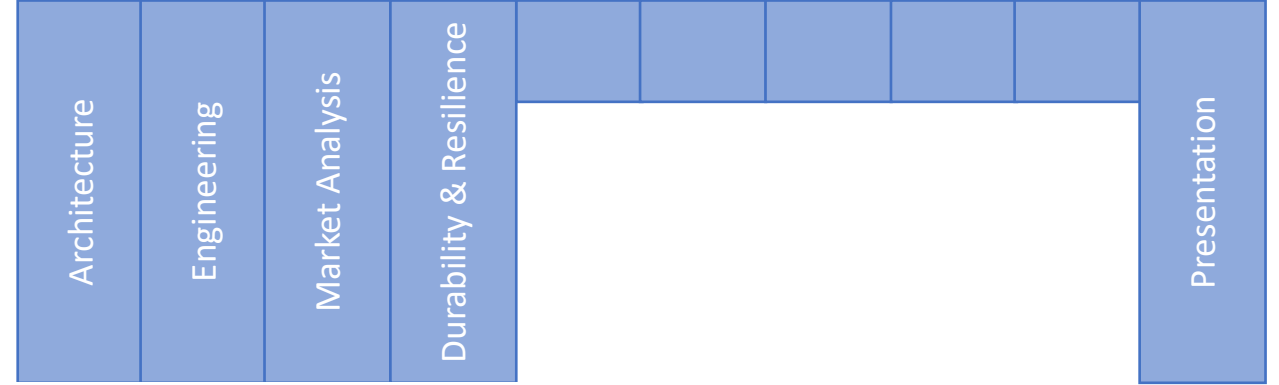 Architecture
Engineering
Market Analysis
Durability & Resilience
Presentation